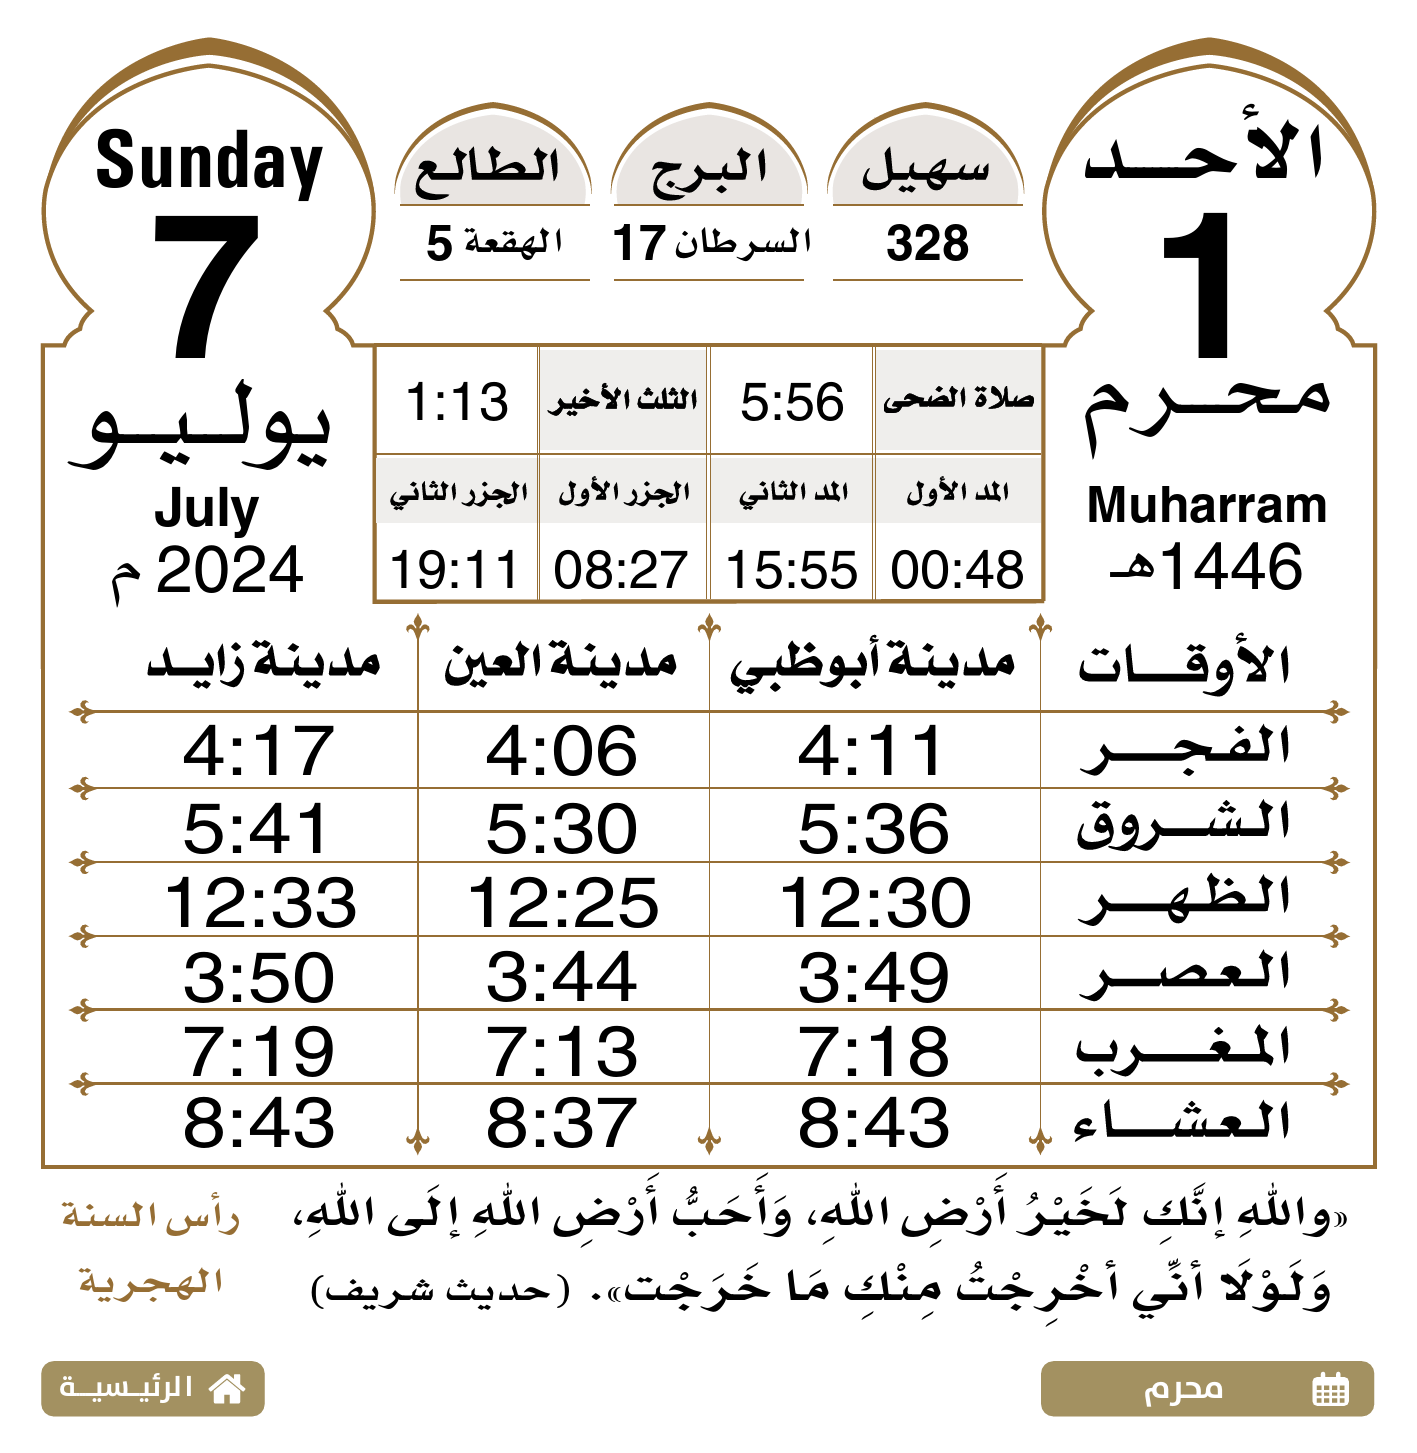 الأحد
1
محرم
Muharram
1446هـ
سهيل
328
البرج
السرطان 17
الطالع
الهقعة 5
Sunday
7
يوليو
July
2024 م
صلاة الضحى 5:56 الثلث الأخير 1:13
المد الأول المد الثاني الجزر الأول الجزر الثاني
00:48 15:55 08:27 19:11
الأوقات مدينة أبوظبي مدينة العين مدينة زايد
الفجر 4:11 4:06 4:17
الشروق 5:36 5:30 5:41
الظهر 12:30 12:25 12:33
العصر 3:49 3:44 3:50
المغرب 7:18 7:13 7:19
العشاء 8:43 8:37 8:43
«واللهِ إنَّكِ لَخَيْرُ أَرْضِ اللهِ، وَأَحَبُّ أَرْضِ اللهِ إلَى اللهِ،
وَلَوْلَا أنِّي أخْرِجْتُ مِنْكِ مَا خَرَجْت». (حديث شريف)
رأس السنة
الهجرية
محرم
الرئيسية